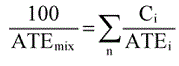 100/ATEmix = ∑n Ci/ATEi